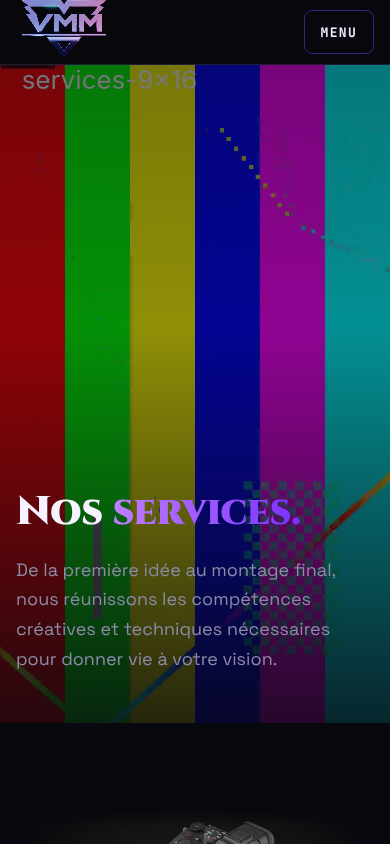 VMM
MENU
services-9×16
Nos services.
De la première idée au montage final,
nous réunissons les compétences
créatives et techniques nécessaires
pour donner vie à votre vision.